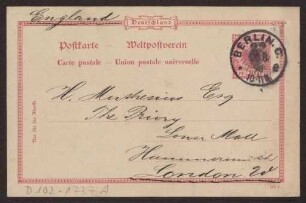 England
Deutschland
Postkarte – Weltpostverein
Carte postale – Union postale universelle
BERLIN, C.
H. Muthesius Esq
The Priory
Lower Mall
Hammersmith
London W
D 102-1737 A